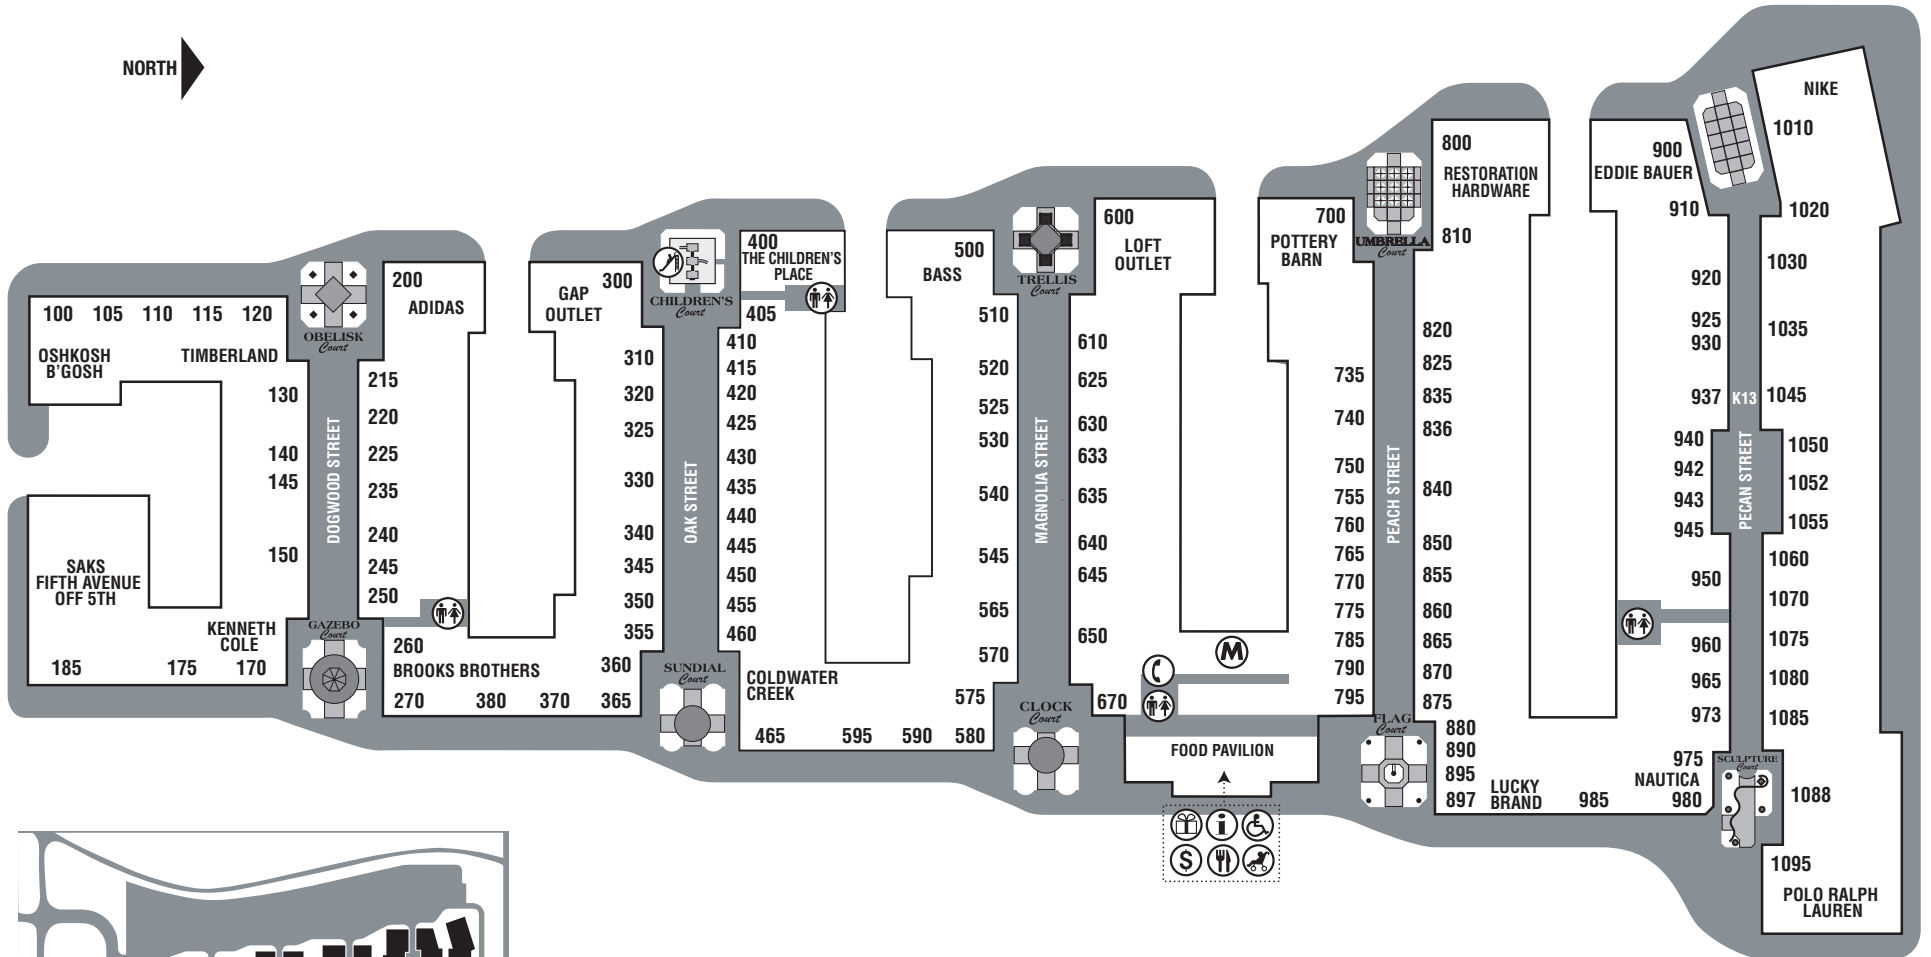 NORTH
100 105 110 115 120
OSHKOSH
B'GOSH
TIMBERLAND
130
140
145
150
SAKS
FIFTH AVENUE
OFF 5TH
KENNETH
COLE
185 175 170
OBELISK
Court
DOGWOOD STREET
GAZEBO
Court
200
ADIDAS
215
220
225
235
240
245
250
260
BROOKS BROTHERS
270 380 370 365
GAP
OUTLET
300
310
320
325
330
340
345
350
355
360
CHILDREN'S
Court
OAK STREET
SUNDIAL
Court
400
THE CHILDREN'S
PLACE
405
410
415
420
425
430
435
440
445
450
455
460
COLDWATER
CREEK
465 595 590 580
500
BASS
510
520
525
530
540
545
565
570
575
TRELLIS
Court
MAGNOLIA STREET
CLOCK
Court
600
LOFT
OUTLET
610
625
630
633
635
640
645
650
670
M
FOOD PAVILION
i
$
700
POTTERY
BARN
735
740
750
755
760
765
770
775
785
790
795
UMBRELLA
Court
PEACH STREET
FLAG
Court
800
RESTORATION
HARDWARE
810
820
825
835
836
840
850
855
860
865
870
875
880
890
895
897
LUCKY
BRAND
985
900
EDDIE BAUER
910
920
925
930
937
940
942
943
945
950
960
965
973
975
NAUTICA
980
K13
PECAN STREET
SCULPTURE
Court
NIKE
1010
1020
1030
1035
1045
1050
1052
1055
1060
1070
1075
1080
1085
1088
1095
POLO RALPH
LAUREN